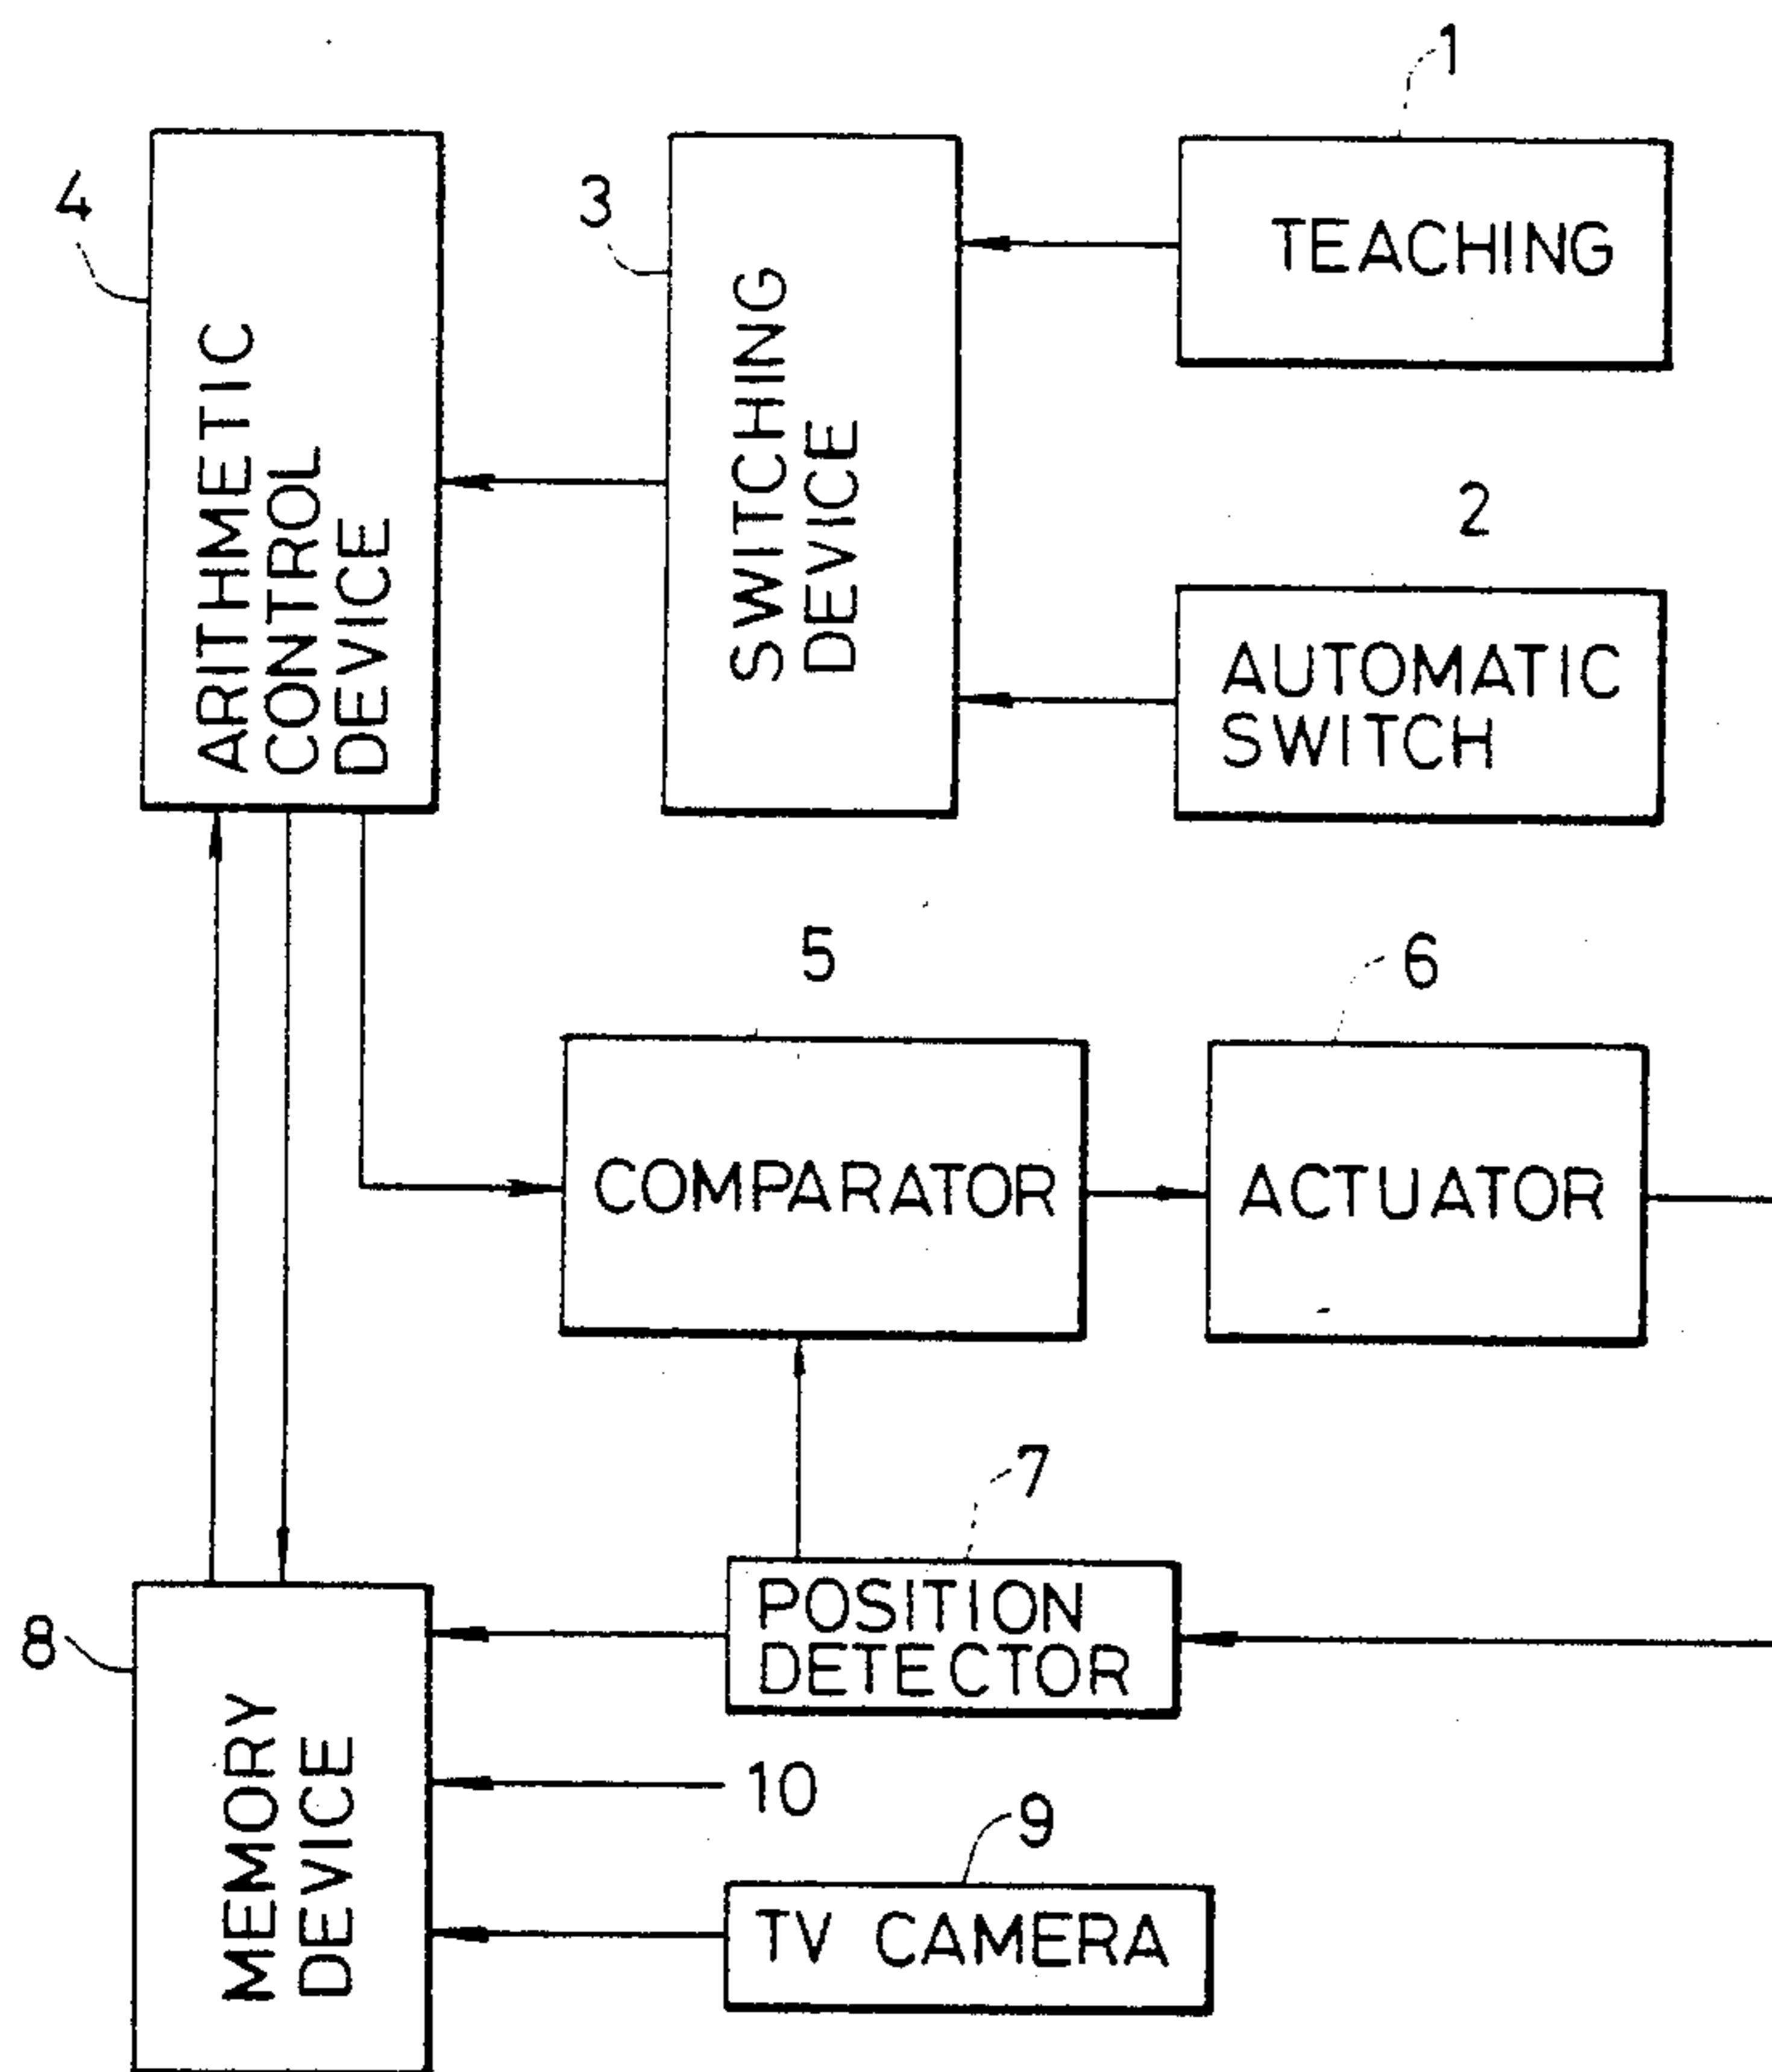 1
TEACHING
4
ARITHMETIC
CONTROL
DEVICE
3
SWITCHING
DEVICE
2
AUTOMATIC
SWITCH
5
COMPARATOR
6
ACTUATOR
7
POSITION
DETECTOR
8
MEMORY
DEVICE
10
9
TV CAMERA